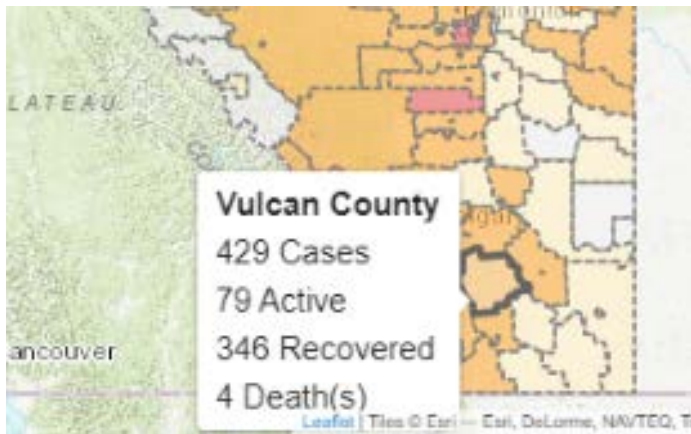 LATEAU
Vulcan County
429 Cases
79 Active
346 Recovered
4 Death(s)
ancouver
Leaflet | Tiles © Esri — Esri, DeLorme, NAVTEQ, T